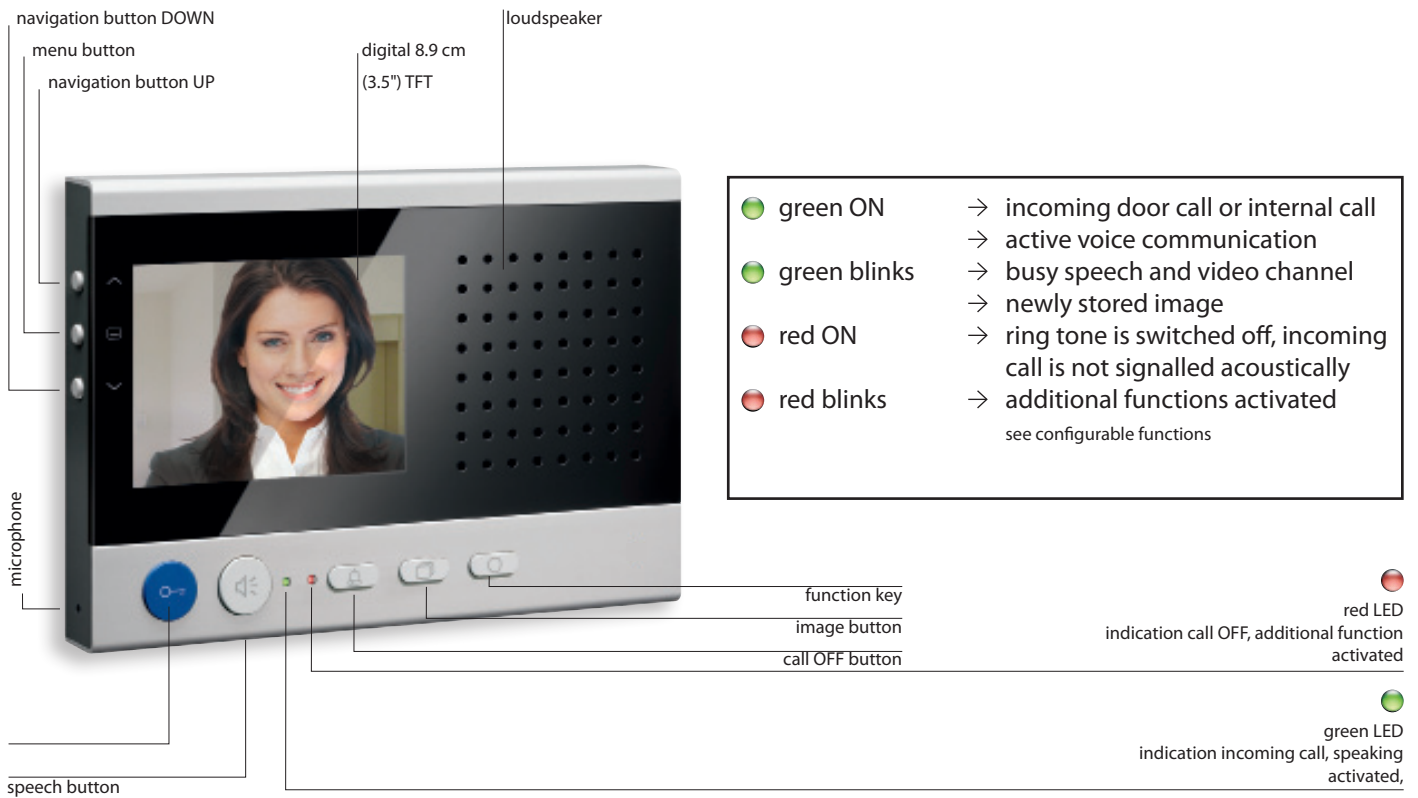 navigation button DOWN
menu button
navigation button UP
digital 8.9 cm
(3.5") TFT
loudspeaker
green ON → incoming door call or internal call
→ active voice communication
green blinks → busy speech and video channel
→ newly stored image
red ON → ring tone is switched off, incoming
call is not signalled acoustically
red blinks → additional functions activated
see configurable functions
microphone
function key
image button
call OFF button
red LED
indication call OFF, additional function
activated
green LED
indication incoming call, speaking
activated,
speech button